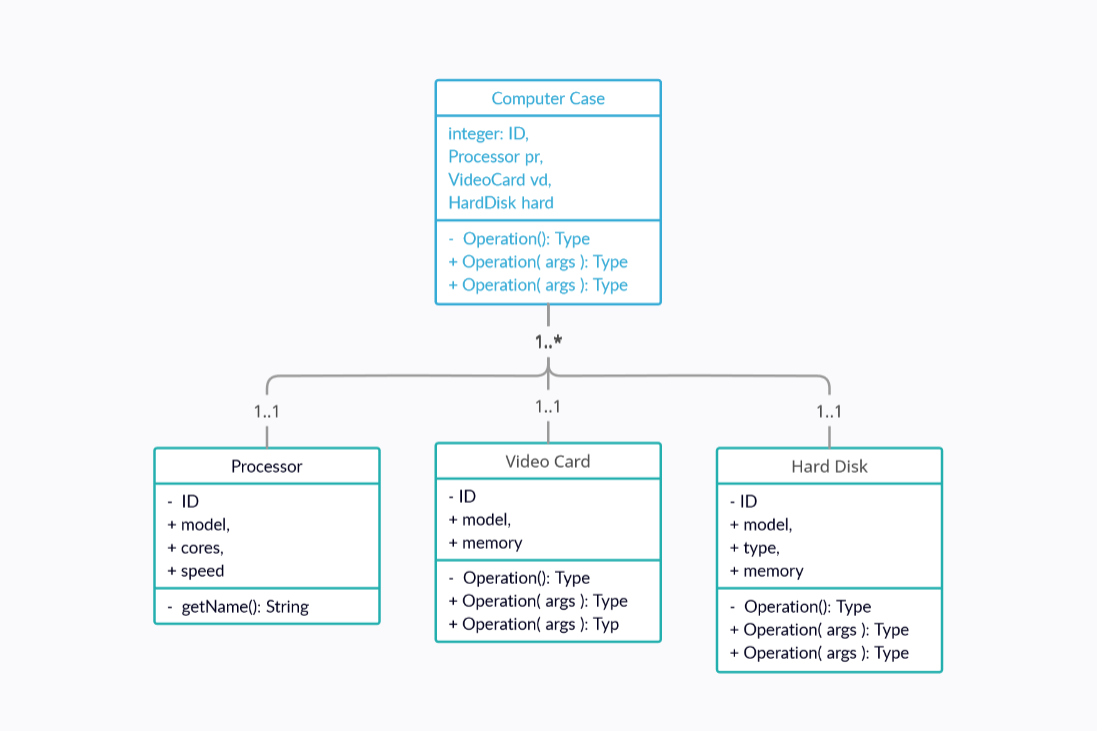 Computer Case
integer: ID,
Processor pr,
VideoCard vd,
HardDisk hard
- Operation(): Type
+ Operation( args ): Type
+ Operation( args ): Type
1..*
1..1
1..1
1..1
Processor
- ID
+ model,
+ cores,
+ speed
- getName(): String
Video Card
- ID
+ model,
+ memory
- Operation(): Type
+ Operation( args ): Type
+ Operation( args ): Typ
Hard Disk
- ID
+ model,
+ type,
+ memory
- Operation(): Type
+ Operation( args ): Type
+ Operation( args ): Type